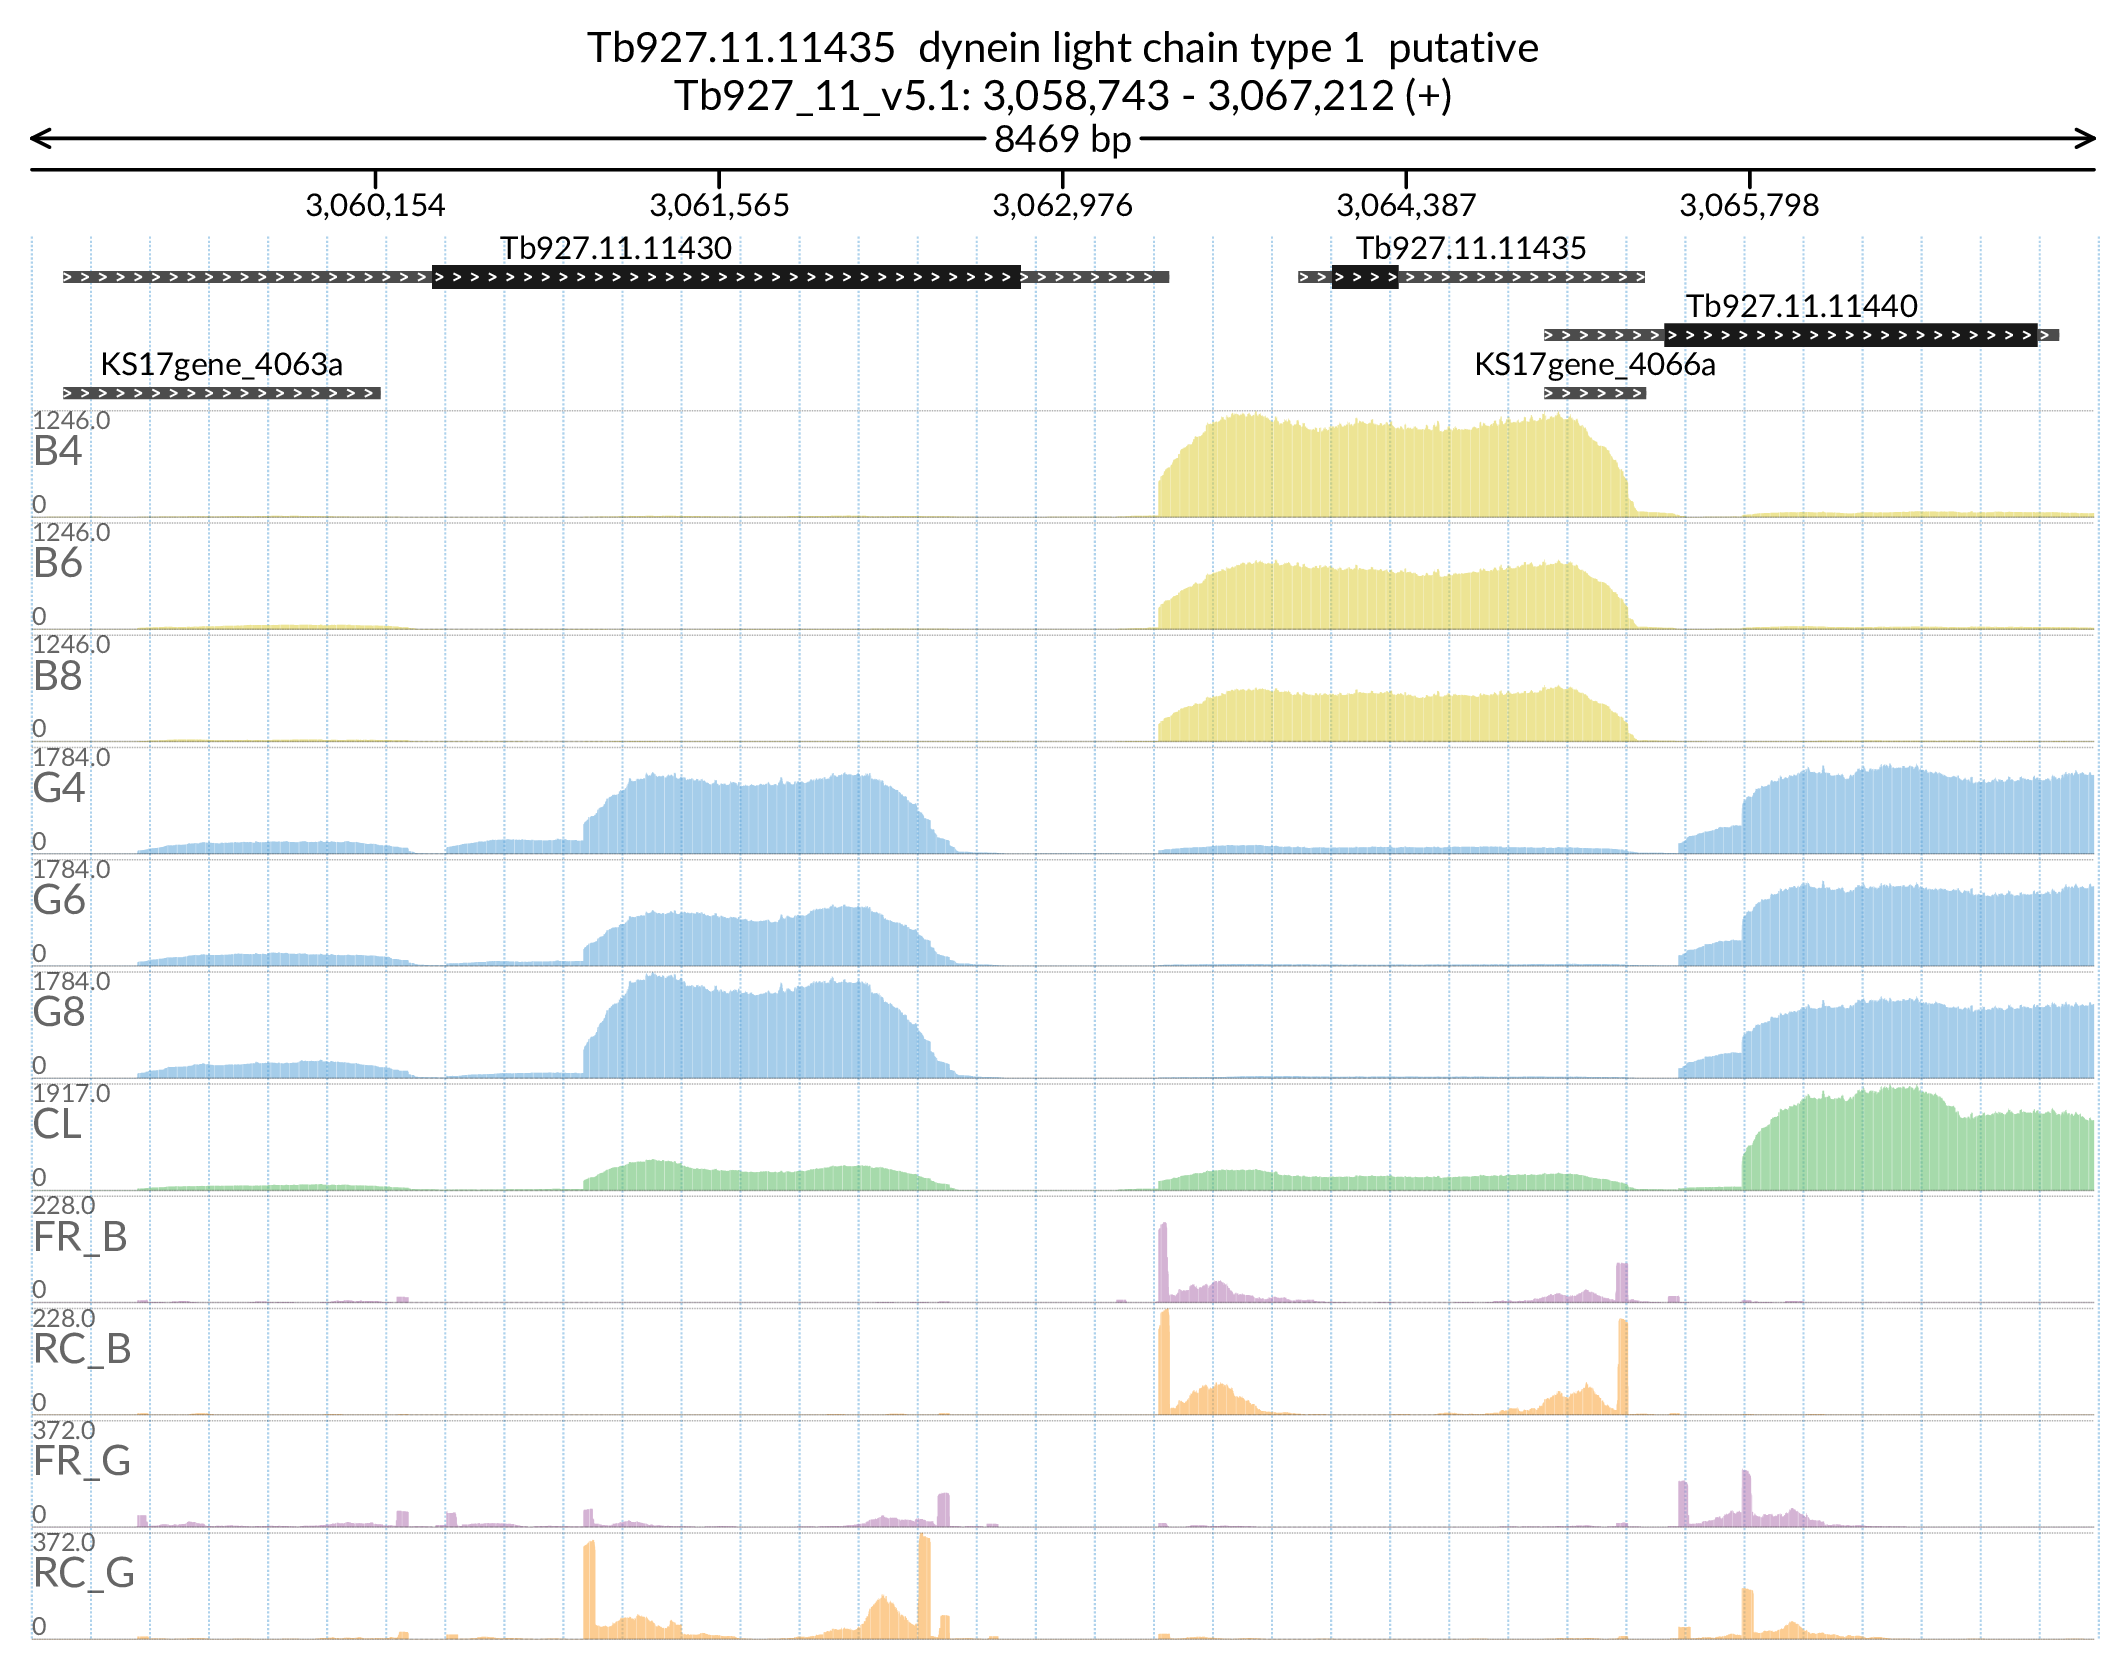 Tb927.11.11435  dynein light chain type 1  putative
Tb927_11_v5.1: 3,058,743 - 3,067,212 (+)
8469 bp
3,060,154 3,061,565 3,062,976 3,064,387 3,065,798
Tb927.11.11430 Tb927.11.11435
Tb927.11.11440
KS17gene_4063a KS17gene_4066a
1246.0
B4
0
1246.0
B6
0
1246.0
B8
0
1784.0
G4
0
1784.0
G6
0
1784.0
G8
0
1917.0
CL
0
228.0
FR_B
0
228.0
RC_B
0
372.0
FR_G
0
372.0
RC_G
0